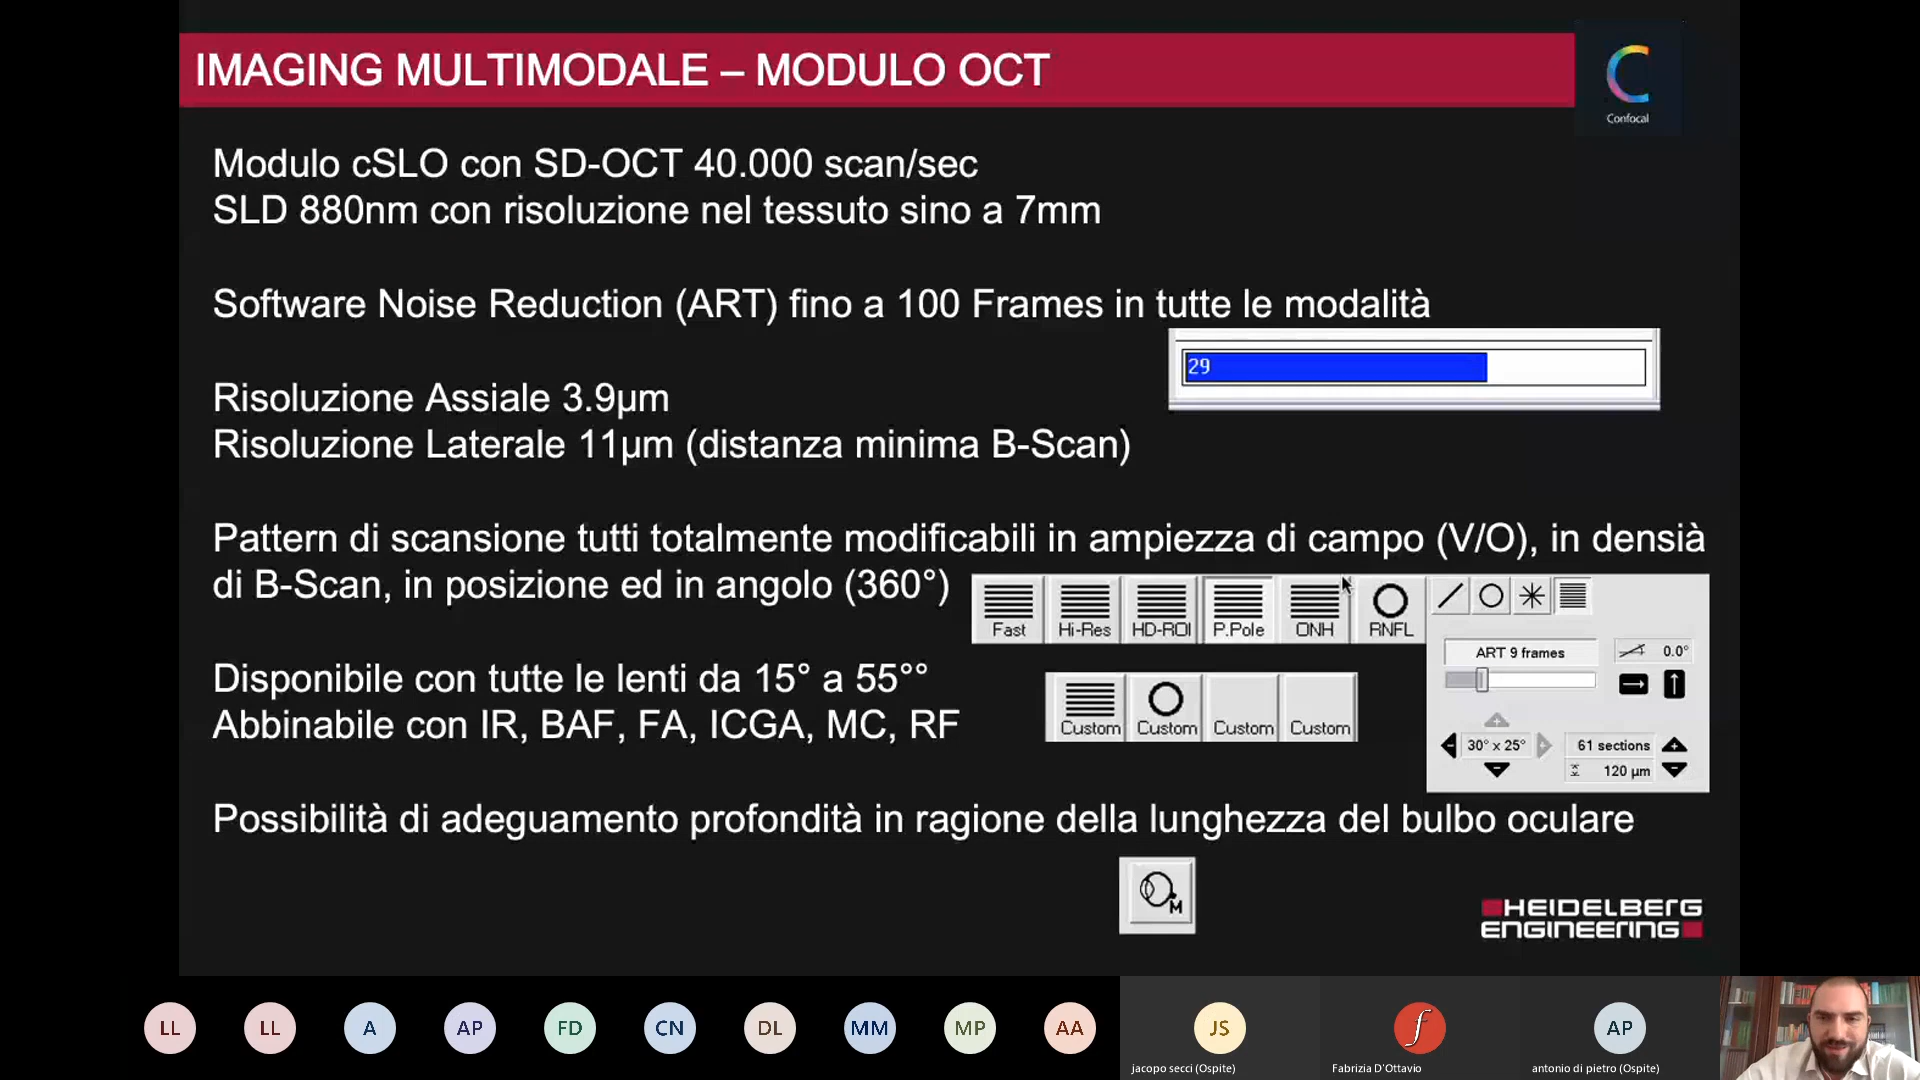 IMAGING MULTIMODALE – MODULO OCT
Confocal
Modulo cSLO con SD-OCT 40.000 scan/sec
SLD 880nm con risoluzione nel tessuto sino a 7mm
Software Noise Reduction (ART) fino a 100 Frames in tutte le modalità
29
Risoluzione Assiale 3.9µm
Risoluzione Laterale 11µm (distanza minima B-Scan)
Pattern di scansione tutti totalmente modificabili in ampiezza di campo (V/O), in densià
di B-Scan, in posizione ed in angolo (360°)
Fast Hi-Res HD-ROI P.Pole ONH RNFL
ART 9 frames 0.0°
30° x 25° 61 sections
120 µm
Disponibile con tutte le lenti da 15° a 55°°
Abbinabile con IR, BAF, FA, ICGA, MC, RF
Custom Custom Custom Custom
Possibilità di adeguamento profondità in ragione della lunghezza del bulbo oculare
M
HEIDELBERG
ENGINEERING
LL LL A AP FD CN DL MM MP AA JS f AP
jacopo secci (Ospite) Fabrizia D'Ottavio antonio di pietro (Ospite)